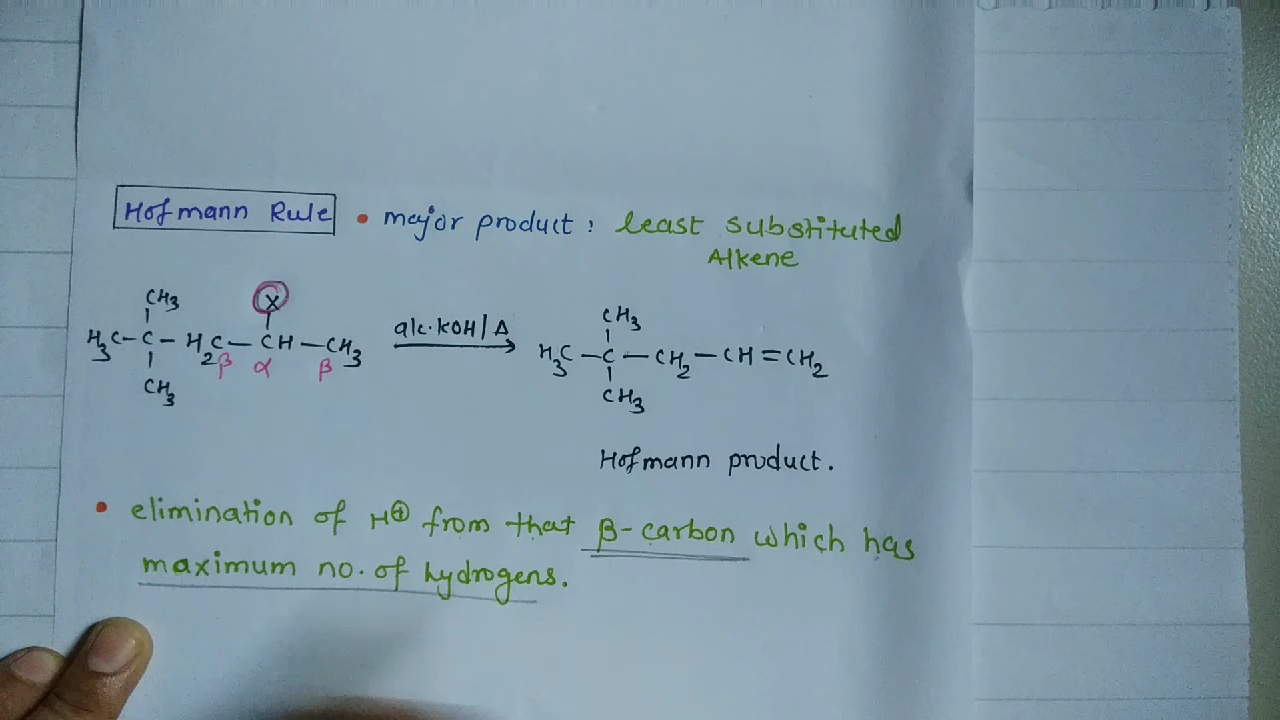 Hofmann Rule • major product : least substituted
Alkene
CH3 X
H3C-C-H2C-CH-CH3 alc.KOH/Δ CH3
β α β H3C-C-CH2-CH=CH2
CH3 CH3
Hofmann product.
• elimination of H⊕ from that β-carbon which has
maximum no. of hydrogens.